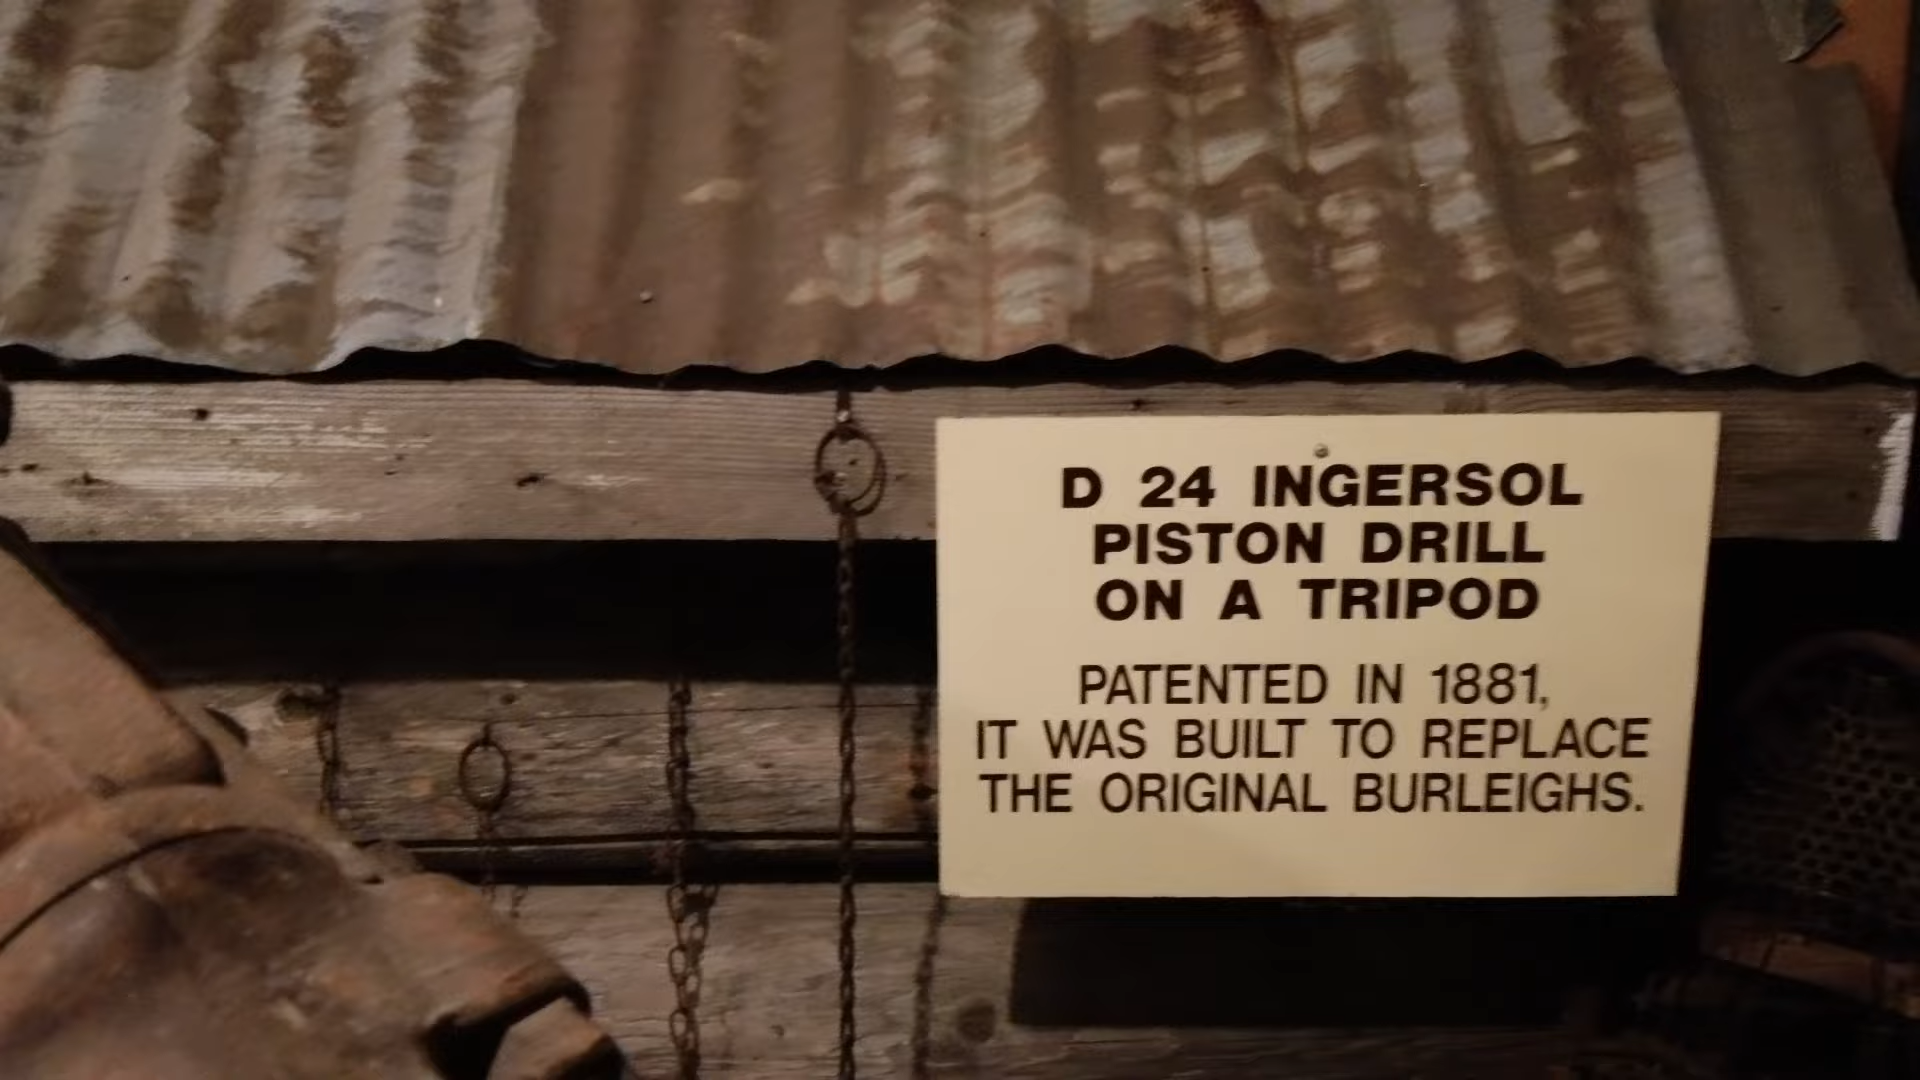 D 24 INGERSOL
PISTON DRILL
ON A TRIPOD
PATENTED IN 1881,
IT WAS BUILT TO REPLACE
THE ORIGINAL BURLEIGHS.